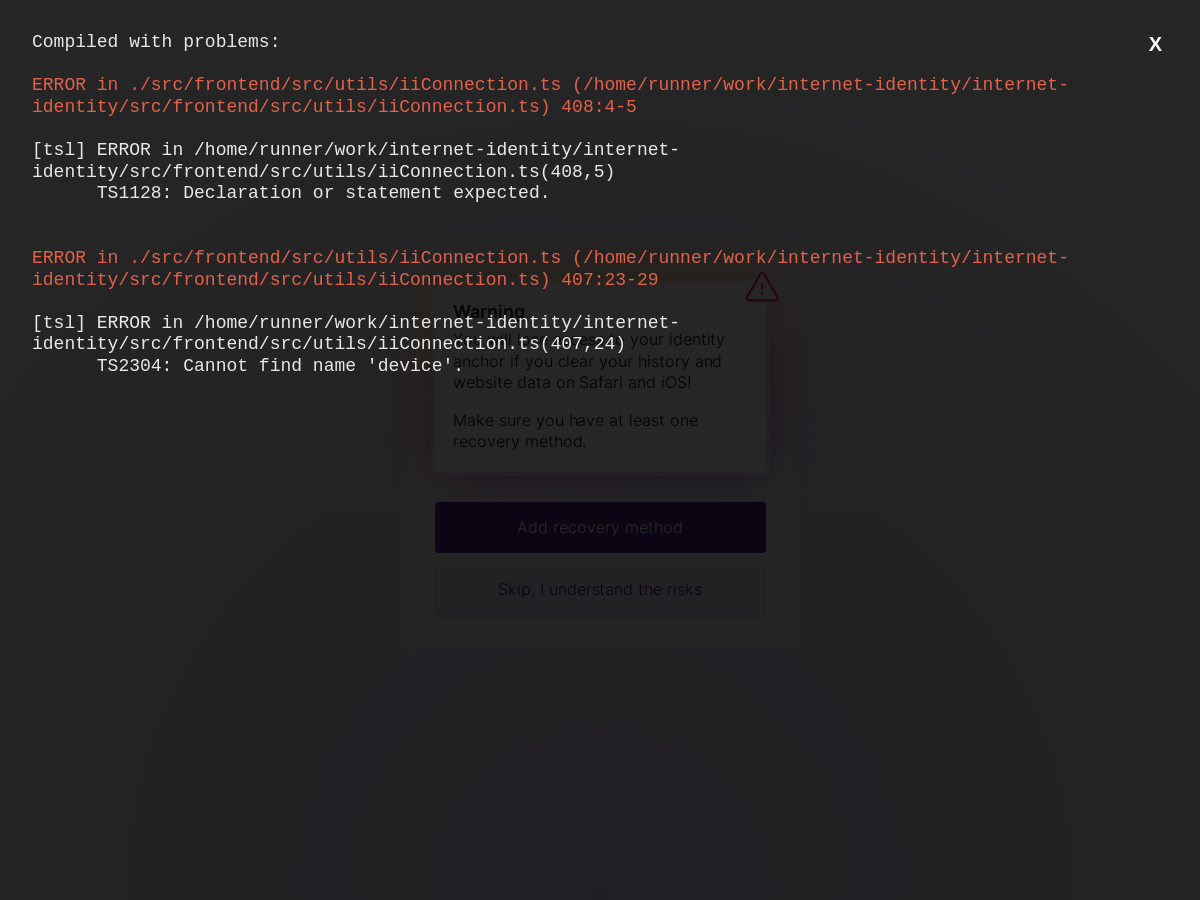 Compiled with problems:
X
ERROR in ./src/frontend/src/utils/iiConnection.ts (/home/runner/work/internet-identity/internet-
identity/src/frontend/src/utils/iiConnection.ts) 408:4-5
[tsl] ERROR in /home/runner/work/internet-identity/internet-
identity/src/frontend/src/utils/iiConnection.ts(408,5)
TS1128: Declaration or statement expected.
ERROR in ./src/frontend/src/utils/iiConnection.ts (/home/runner/work/internet-identity/internet-
identity/src/frontend/src/utils/iiConnection.ts) 407:23-29
Warning
[tsl] ERROR in /home/runner/work/internet-identity/internet-
identity/src/frontend/src/utils/iiConnection.ts(407,24)
your identity
TS2304: Cannot find name 'device'.
anchor if you clear your history and
website data on Safari and iOS!
Make sure you have at least one
recovery method.
Add recovery method
Skip, I understand the risks